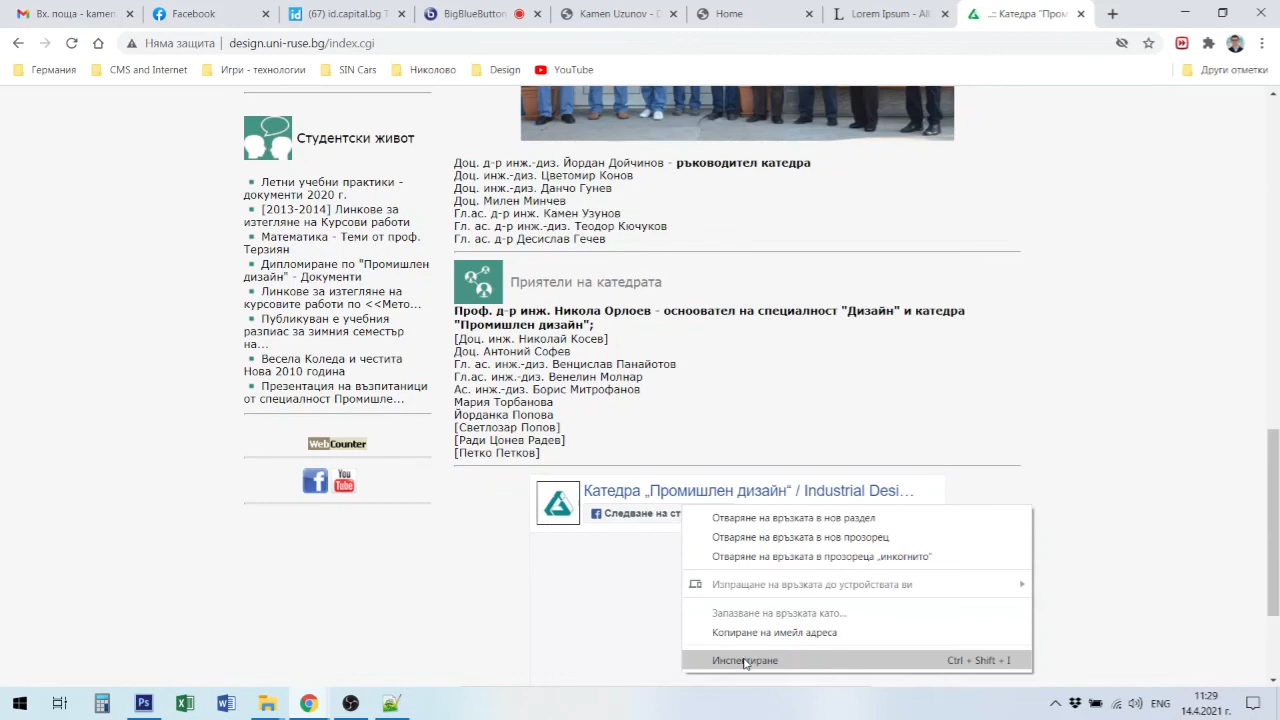 Вх. поща - kamen
Facebook
(67) id.capital.bg
BigBlueButton
Kamen Uzunov - D
Home
Lorem Ipsum - All
.:: Катедра "Пром
Няма защита
design.uni-ruse.bg/index.cgi
Германия
CMS and Internet
Игри - технологии
SIN Cars
Николово
Design
YouTube
Други отметки
Студентски живот
Летни учебни практики -
документи 2020 г.
[2013-2014] Линкове за
изтегляне на Курсови работи
Математика - Теми от проф.
Терзиян
Дипломиране по "Промишлен
дизайн" - Документи
Линкове за изтегляне на
курсовите работи по <<Мето...
Публикуван е учебния
разпис за зимния семестър
на...
Весела Коледа и честита
Нова 2010 година
Презентация на възпитаници
от специалност Промишле...
WebCounter
You
Tube
Доц. д-р инж.-диз. Йордан Дойчинов - ръководител катедра
Доц. инж.-диз. Цветомир Конов
Доц. инж.-диз. Данчо Гунев
Доц. Милен Минчев
Гл.ас. д-р инж. Камен Узунов
Гл. ас. д-р инж.-диз. Теодор Кючуков
Гл. ас. д-р Десислав Гечев
Приятели на катедрата
Проф. д-р инж. Никола Орлоев - осноовател на специалност "Дизайн" и катедра
"Промишлен дизайн";
[Доц. инж. Николай Косев]
Доц. Антоний Софев
Гл. ас. инж.-диз. Венцислав Панайотов
Гл.ас. инж.-диз. Венелин Молнар
Ас. инж.-диз. Борис Митрофанов
Мария Торбанова
Йорданка Попова
[Светлозар Попов]
[Ради Цонев Радев]
[Петко Петков]
Катедра „Промишлен дизайн“ / Industrial Desi...
Следване на ст
Отваряне на връзката в нов раздел
Отваряне на връзката в нов прозорец
Отваряне на връзката в прозореца „инкогнито“
Изпращане на връзката до устройствата ви
Запазване на връзката като...
Копиране на имейл адреса
Инспектиране Ctrl + Shift + I
ENG
11:29
14.4.2021 г.